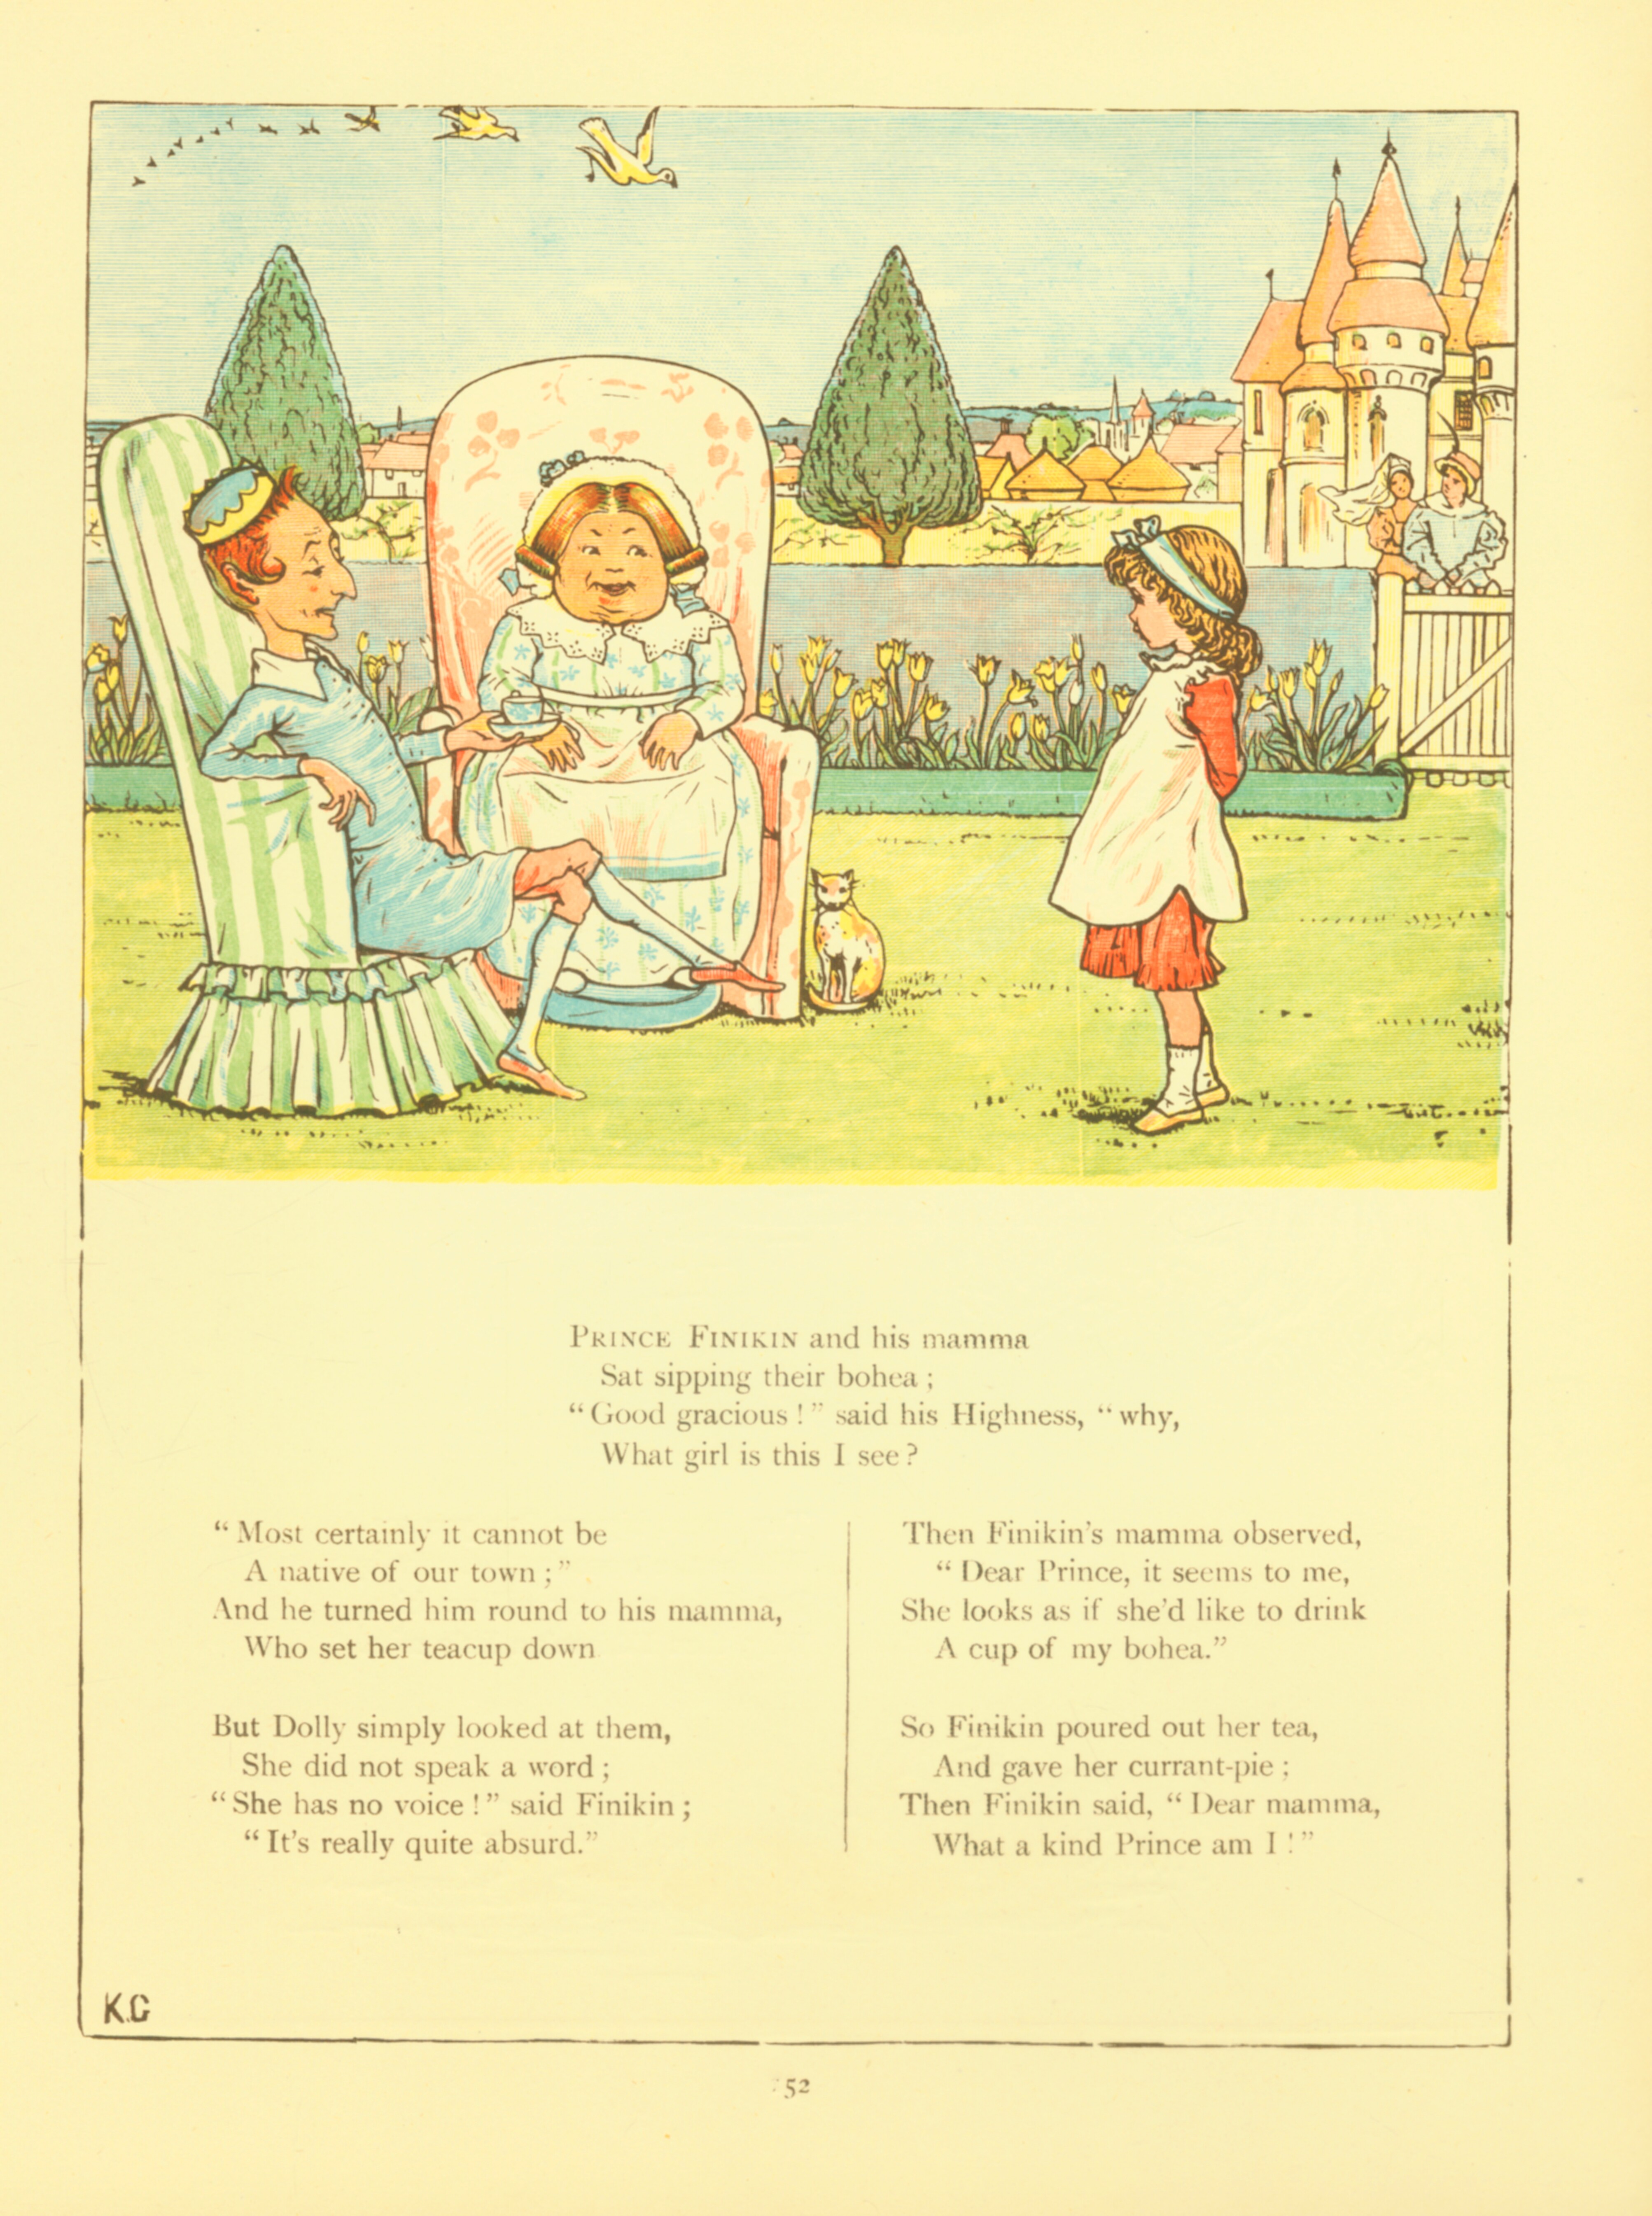 PRINCE FINIKIN and his mamma
Sat sipping their bohea;
“Good gracious!” said his Highness, “why,
What girl is this I see?
“Most certainly it cannot be
A native of our town;”
And he turned him round to his mamma,
Who set her teacup down
But Dolly simply looked at them,
She did not speak a word;
“She has no voice!” said Finikin;
“It’s really quite absurd.”
Then Finikin’s mamma observed,
“Dear Prince, it seems to me,
She looks as if she’d like to drink
A cup of my bohea.”
So Finikin poured out her tea,
And gave her currant-pie;
Then Finikin said, “Dear mamma,
What a kind Prince am I!”
K.G
52